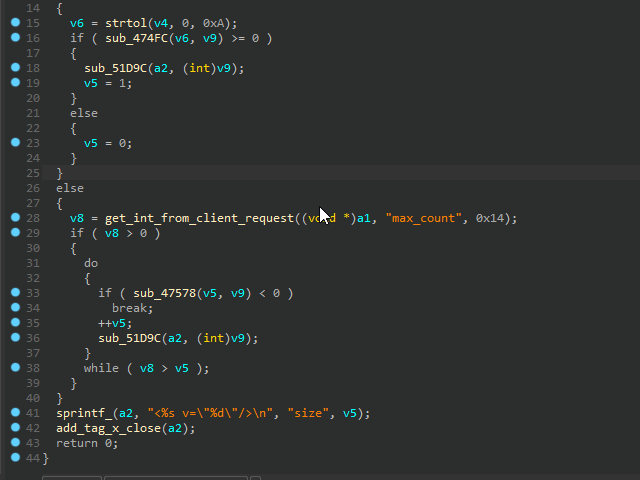 14 {
15 v6 = strtol(v4, 0, 0xA);
16 if ( sub_474FC(v6, v9) >= 0 )
17 {
18 sub_51D9C(a2, (int)v9);
19 v5 = 1;
20 }
21 else
22 {
23 v5 = 0;
24 }
25 }
26 else
27 {
28 v8 = get_int_from_client_request((void *)a1, "max_count", 0x14);
29 if ( v8 > 0 )
30 {
31 do
32 {
33 if ( sub_47578(v5, v9) < 0 )
34 break;
35 ++v5;
36 sub_51D9C(a2, (int)v9);
37 }
38 while ( v8 > v5 );
39 }
40 }
41 sprintf_(a2, "<%s v=\"%d\"/>\n", "size", v5);
42 add_tag_x_close(a2);
43 return 0;
44 }